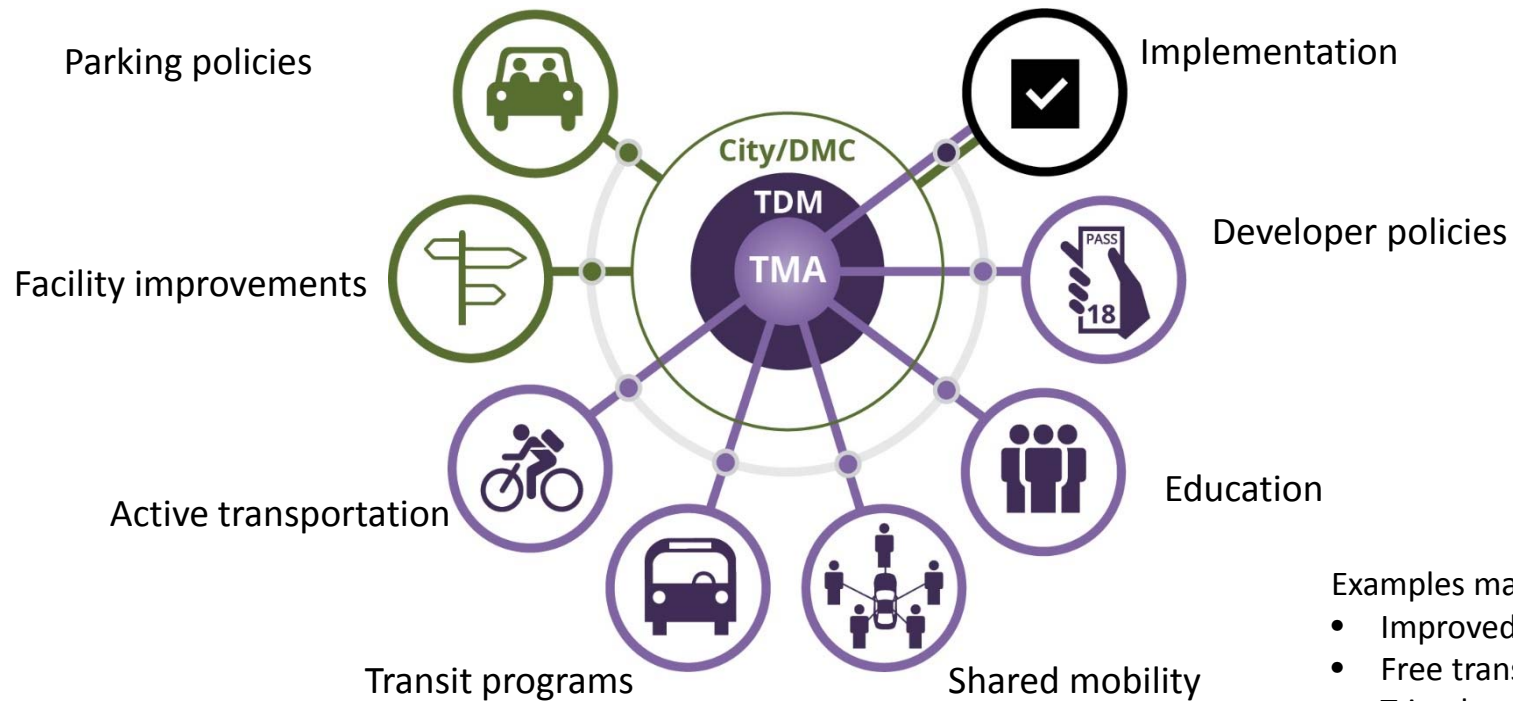 Parking policies
Implementation
City/DMC
TDM
TMA
Developer policies
PASS
18
Facility improvements
Active transportation
Education
Transit programs
Shared mobility
Examples ma
• Improved
• Free trans